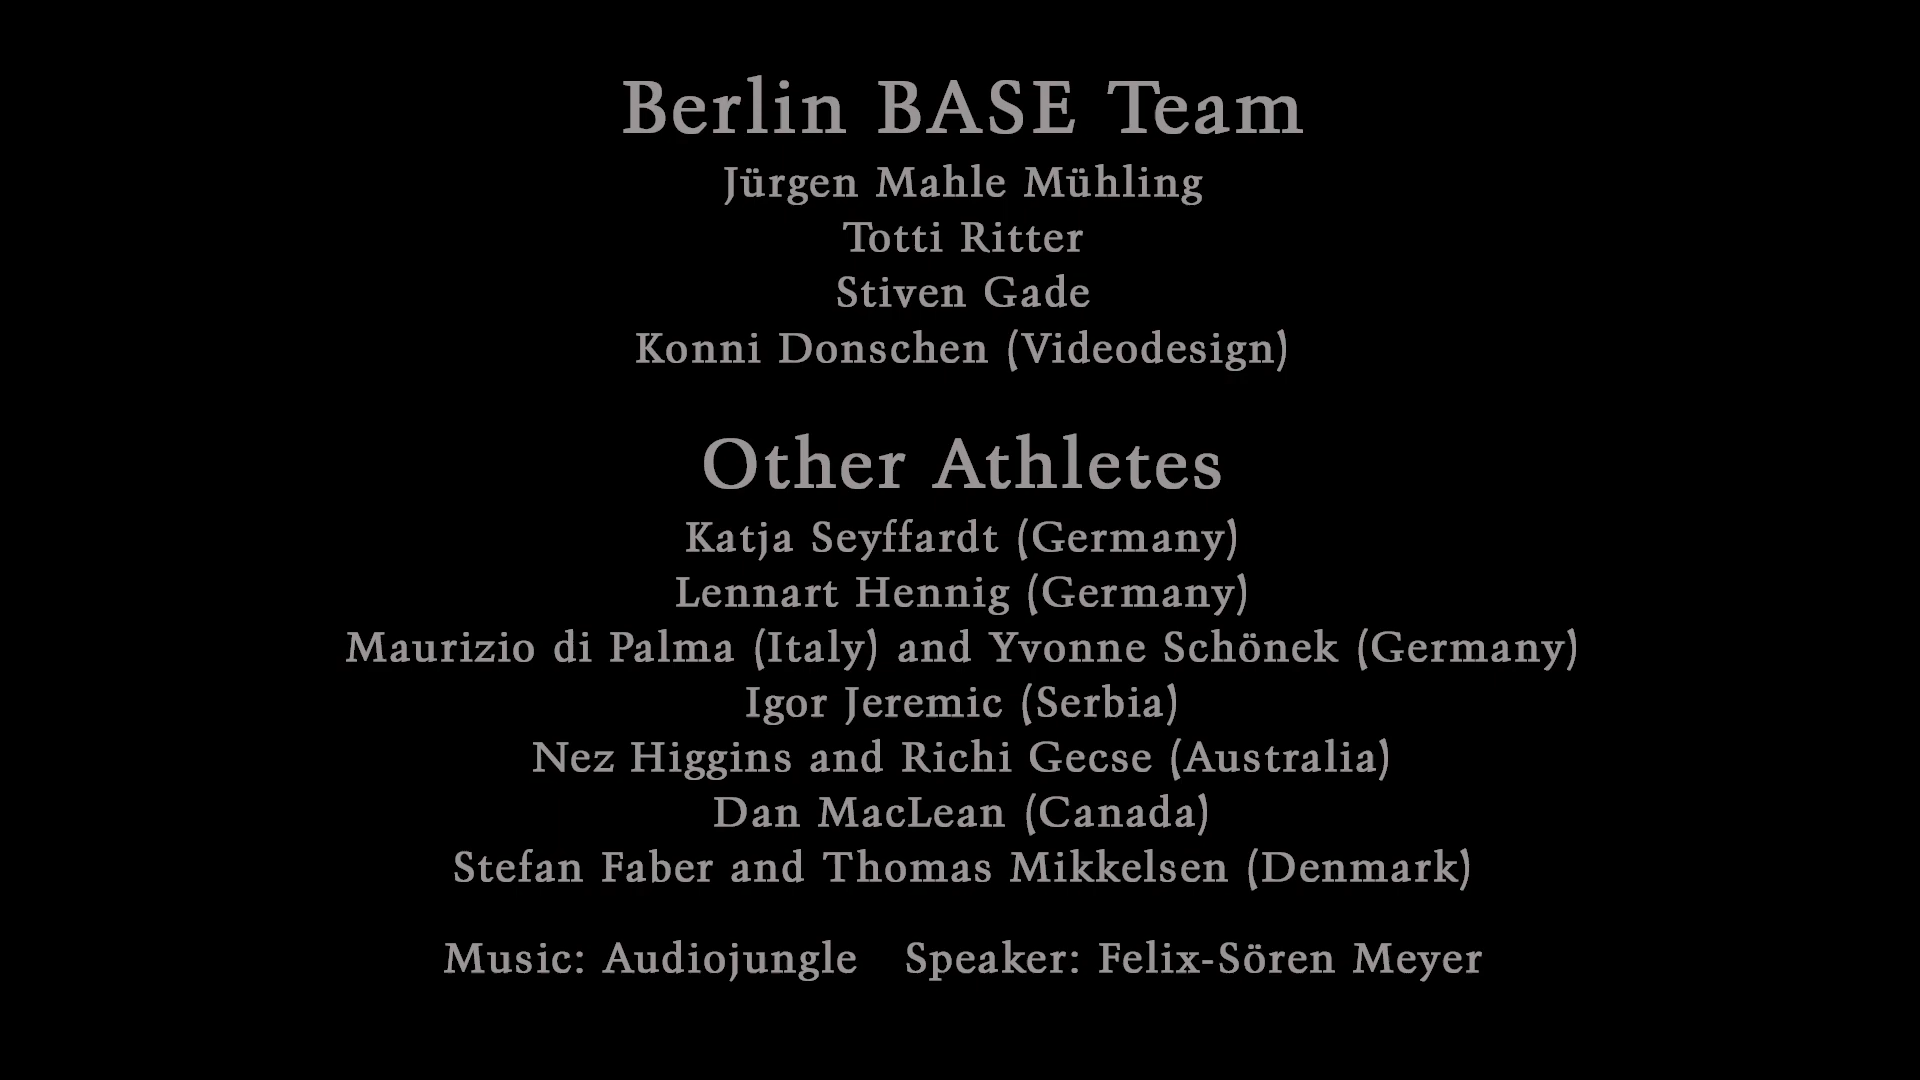 Berlin BASE Team
Jürgen Mahle Mühling
Totti Ritter
Stiven Gade
Konni Donschen (Videodesign)
Other Athletes
Katja Seyffardt (Germany)
Lennart Hennig (Germany)
Maurizio di Palma (Italy) and Yvonne Schönek (Germany)
Igor Jeremic (Serbia)
Nez Higgins and Richi Gecse (Australia)
Dan MacLean (Canada)
Stefan Faber and Thomas Mikkelsen (Denmark)
Music: Audiojungle Speaker: Felix-Sören Meyer